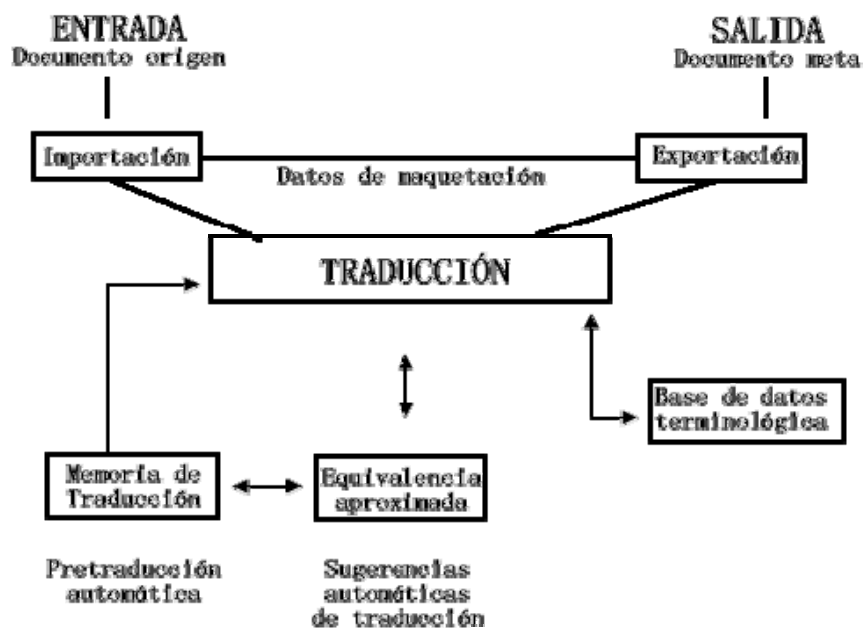 ENTRADA
Documento origen
SALIDA
Documento meta
Importación
Exportación
Datos de maquetación
TRADUCCIÓN
Base de datos
terminológica
Memoria de
Traducción
Equivalencia
aproximada
Pretraducción
automática
Sugerencias
automáticas
de traducción